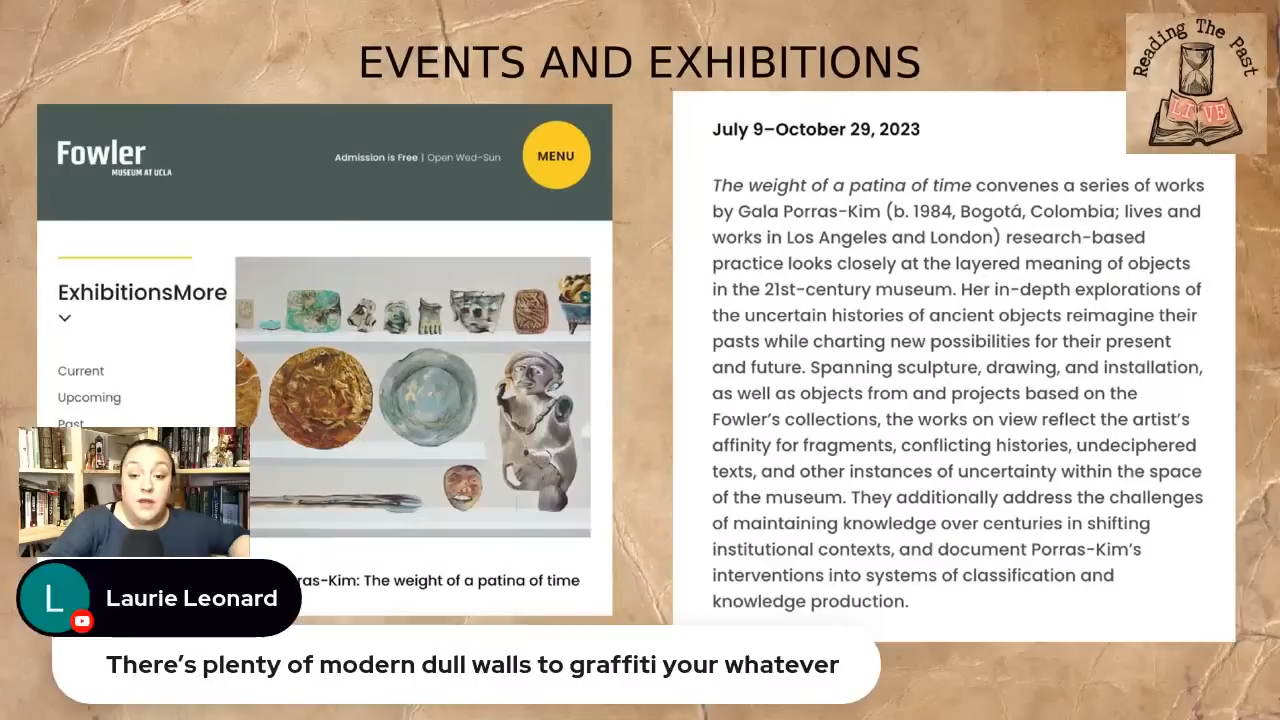 EVENTS AND EXHIBITIONS
Reading The Past
LIVE
Fowler
MUSEUM AT UCLA
Admission is Free | Open Wed–Sun
MENU
ExhibitionsMore
Current
Upcoming
Past
ras-Kim: The weight of a patina of time
July 9–October 29, 2023
The weight of a patina of time convenes a series of works
by Gala Porras-Kim (b. 1984, Bogotá, Colombia; lives and
works in Los Angeles and London) research-based
practice looks closely at the layered meaning of objects
in the 21st-century museum. Her in-depth explorations of
the uncertain histories of ancient objects reimagine their
pasts while charting new possibilities for their present
and future. Spanning sculpture, drawing, and installation,
as well as objects from and projects based on the
Fowler’s collections, the works on view reflect the artist’s
affinity for fragments, conflicting histories, undeciphered
texts, and other instances of uncertainty within the space
of the museum. They additionally address the challenges
of maintaining knowledge over centuries in shifting
institutional contexts, and document Porras-Kim’s
interventions into systems of classification and
knowledge production.
L
Laurie Leonard
There’s plenty of modern dull walls to graffiti your whatever